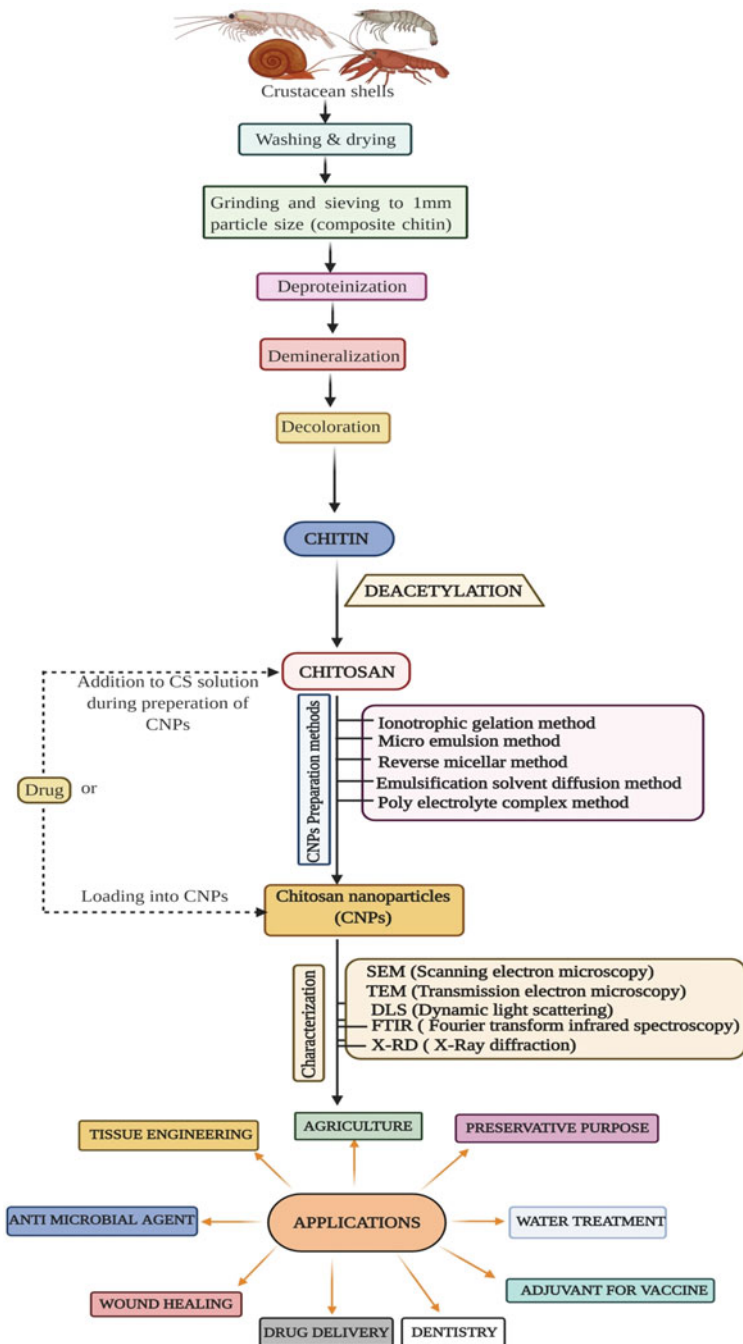 Crustacean shells
Washing & drying
Grinding and sieving to 1mm
particle size (composite chitin)
Deproteinization
Demineralization
Decoloration
CHITIN
DEACETYLATION
CHITOSAN
Addition to CS solution
during preperation of
CNPs
Drug or
Loading into CNPs
CNPs Preparation methods
Ionotrophic gelation method
Micro emulsion method
Reverse micellar method
Emulsification solvent diffusion method
Poly electrolyte complex method
Chitosan nanoparticles
(CNPs)
Characterization
SEM (Scanning electron microscopy)
TEM (Transmission electron microscopy)
DLS (Dynamic light scattering)
FTIR ( Fourier transform infrared spectroscopy)
X-RD ( X-Ray diffraction)
TISSUE ENGINEERING
AGRICULTURE
PRESERVATIVE PURPOSE
ANTI MICROBIAL AGENT
APPLICATIONS
WATER TREATMENT
WOUND HEALING
ADJUVANT FOR VACCINE
DRUG DELIVERY
DENTISTRY